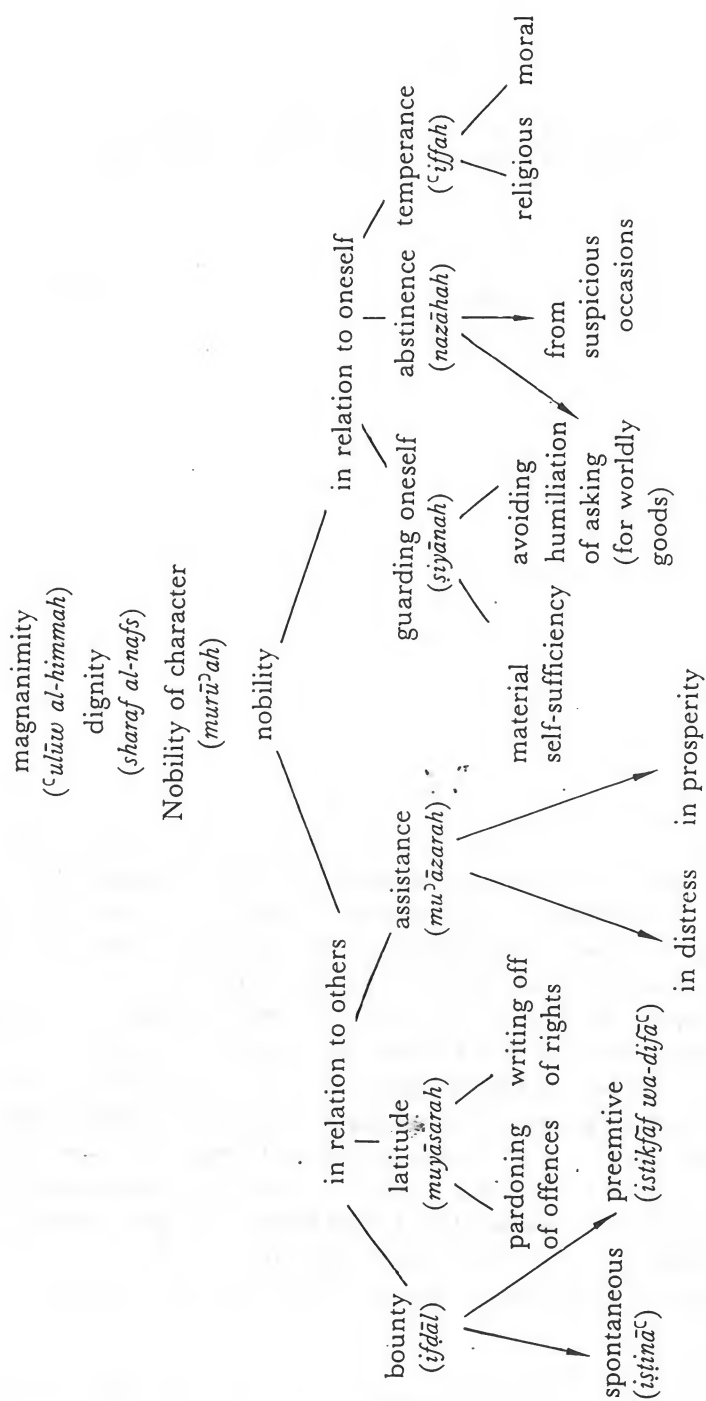 magnanimity
(ʿulūw al-himmah)
dignity
(sharaf al-nafs)
Nobility of character
(murūʾah)
nobility
in relation to others
in relation to oneself
bounty
(ifḍāl)
latitude
(muyāsarah)
assistance
(muʾāzarah)
guarding oneself
(ṣiyānah)
abstinence
(nazāhah)
temperance
(ʿiffah)
pardoning
of offences
writing off
of rights
material
self-sufficiency
avoiding
humiliation
of asking
(for worldly
goods)
from
suspicious
occasions
religious
moral
spontaneous
(iṣṭināʿ)
preemtive
(istikfāf wa-difāʿ)
in distress
in prosperity